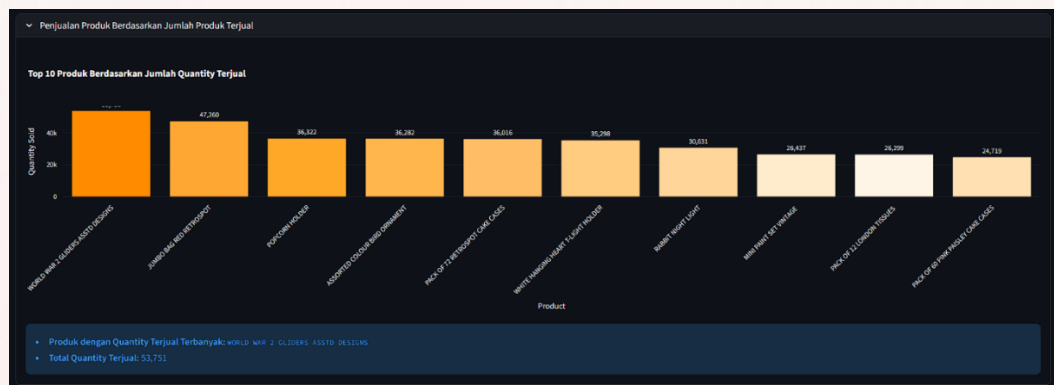 Penjualan Produk Berdasarkan Jumlah Produk Terjual
Top 10 Produk Berdasarkan Jumlah Quantity Terjual
47,260
36,322
36,282
36,016
35,298
30,631
26,437
26,299
24,719
Quantity Sold
40k
20k
0
WORLD WAR 2 GLIDERS ASSTD DESIGNS
JUMBO BAG RED RETROSPOT
POPCORN HOLDER
ASSORTED COLOUR BIRD ORNAMENT
PACK OF 72 RETROSPOT CAKE CASES
WHITE HANGING HEART T-LIGHT HOLDER
RABBIT NIGHT LIGHT
MINI PAINT SET VINTAGE
PACK OF 12 LONDON TISSUES
PACK OF 60 PINK PAISLEY CAKE CASES
Product
• Produk dengan Quantity Terjual Terbanyak: WORLD WAR 2 GLIDERS ASSTD DESIGNS
• Total Quantity Terjual: 53,751